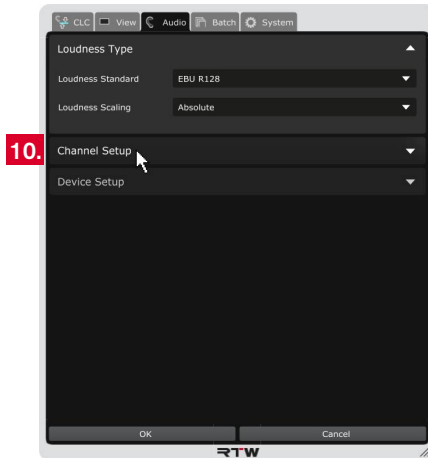 CLC View Audio Batch System
Loudness Type
Loudness Standard EBU R128
Loudness Scaling Absolute
10. Channel Setup
Device Setup
OK Cancel
RTW